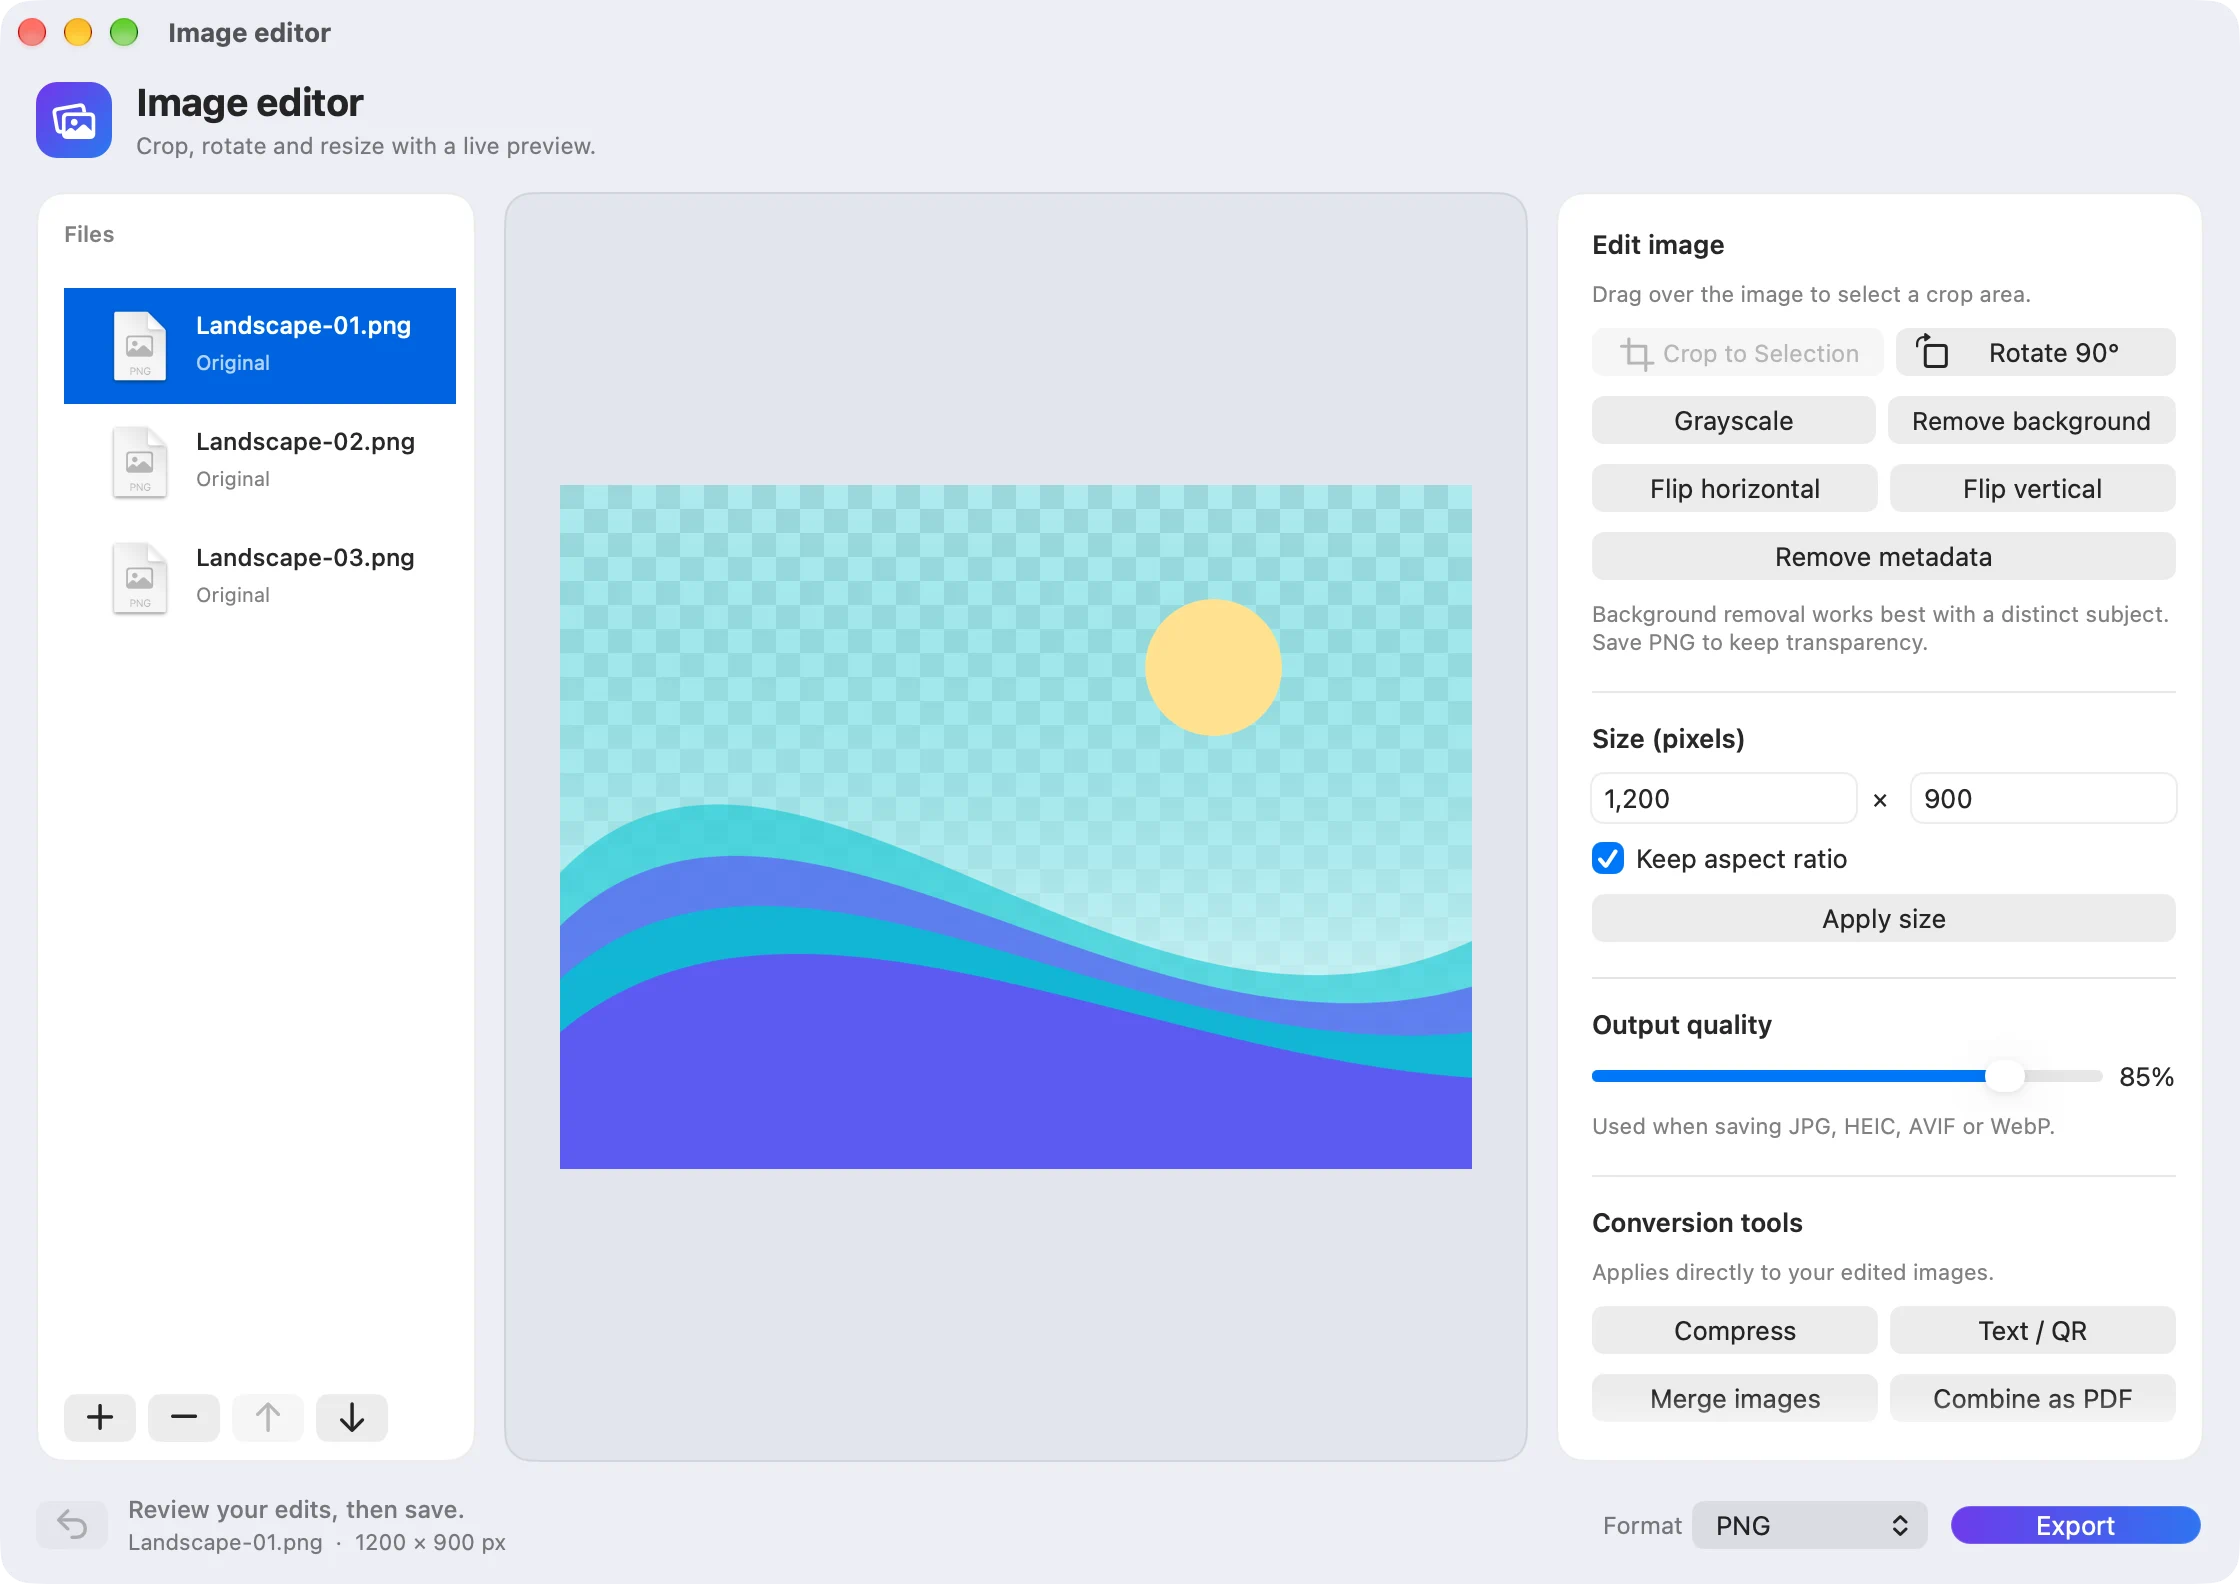 Image editor
Image editor
Crop, rotate and resize with a live preview.
Files
Landscape-01.png
Original
PNG
Landscape-02.png
Original
PNG
Landscape-03.png
Original
PNG
Edit image
Drag over the image to select a crop area.
Crop to Selection
Rotate 90°
Grayscale
Remove background
Flip horizontal
Flip vertical
Remove metadata
Background removal works best with a distinct subject.
Save PNG to keep transparency.
Size (pixels)
1,200
×
900
Keep aspect ratio
Apply size
Output quality
85%
Used when saving JPG, HEIC, AVIF or WebP.
Conversion tools
Applies directly to your edited images.
Compress
Text / QR
Merge images
Combine as PDF
Review your edits, then save.
Landscape-01.png · 1200 × 900 px
Format
PNG
Export